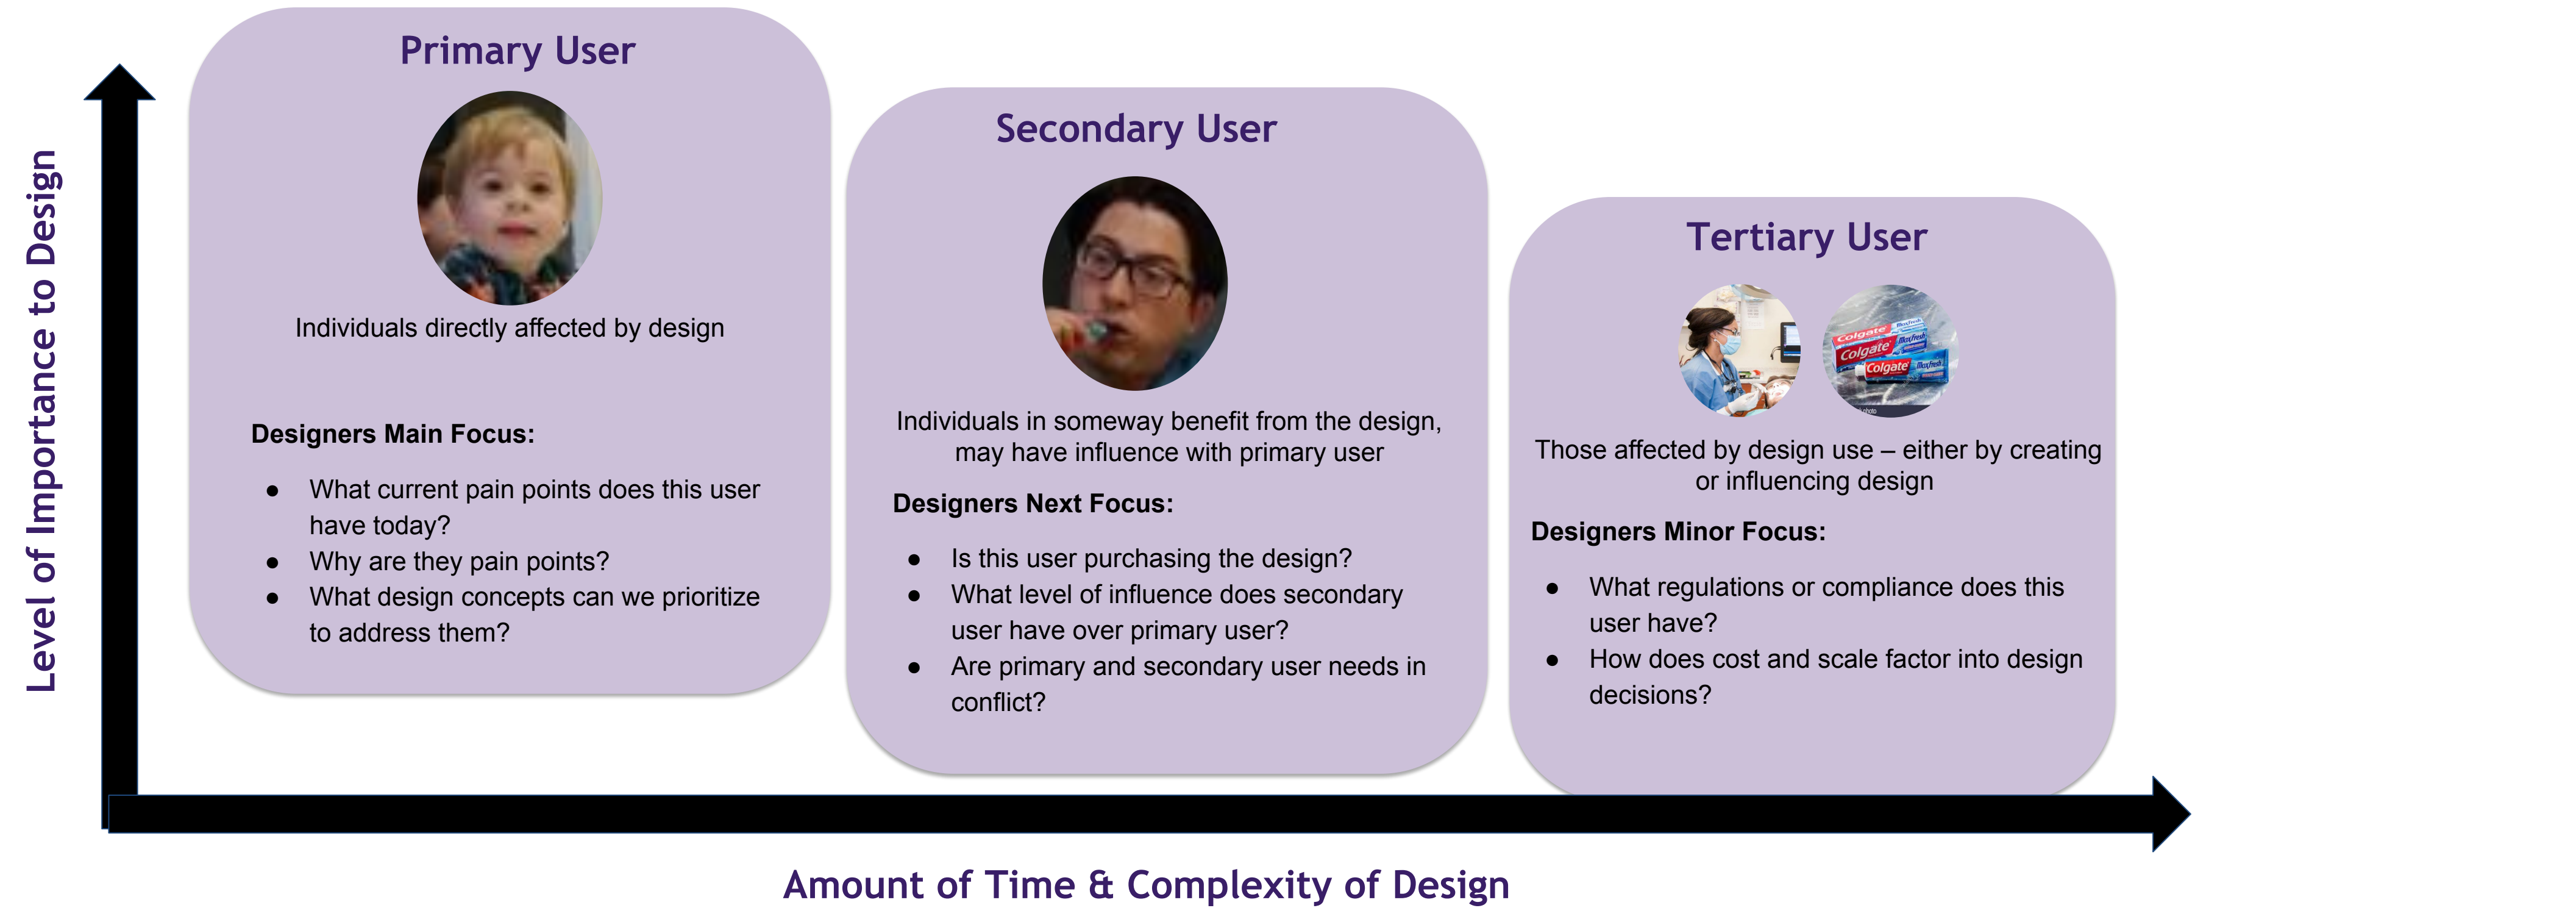 Primary User
Individuals directly affected by design
Designers Main Focus:
● What current pain points does this user
have today?
● Why are they pain points?
● What design concepts can we prioritize
to address them?
Secondary User
Individuals in someway benefit from the design,
may have influence with primary user
Designers Next Focus:
● Is this user purchasing the design?
● What level of influence does secondary
user have over primary user?
● Are primary and secondary user needs in
conflict?
Tertiary User
Colgate Maxfresh
Colgate Maxfresh
Colgate Maxfresh
photo
Those affected by design use – either by creating
or influencing design
Designers Minor Focus:
● What regulations or compliance does this
user have?
● How does cost and scale factor into design
decisions?
Level of Importance to Design
Amount of Time & Complexity of Design